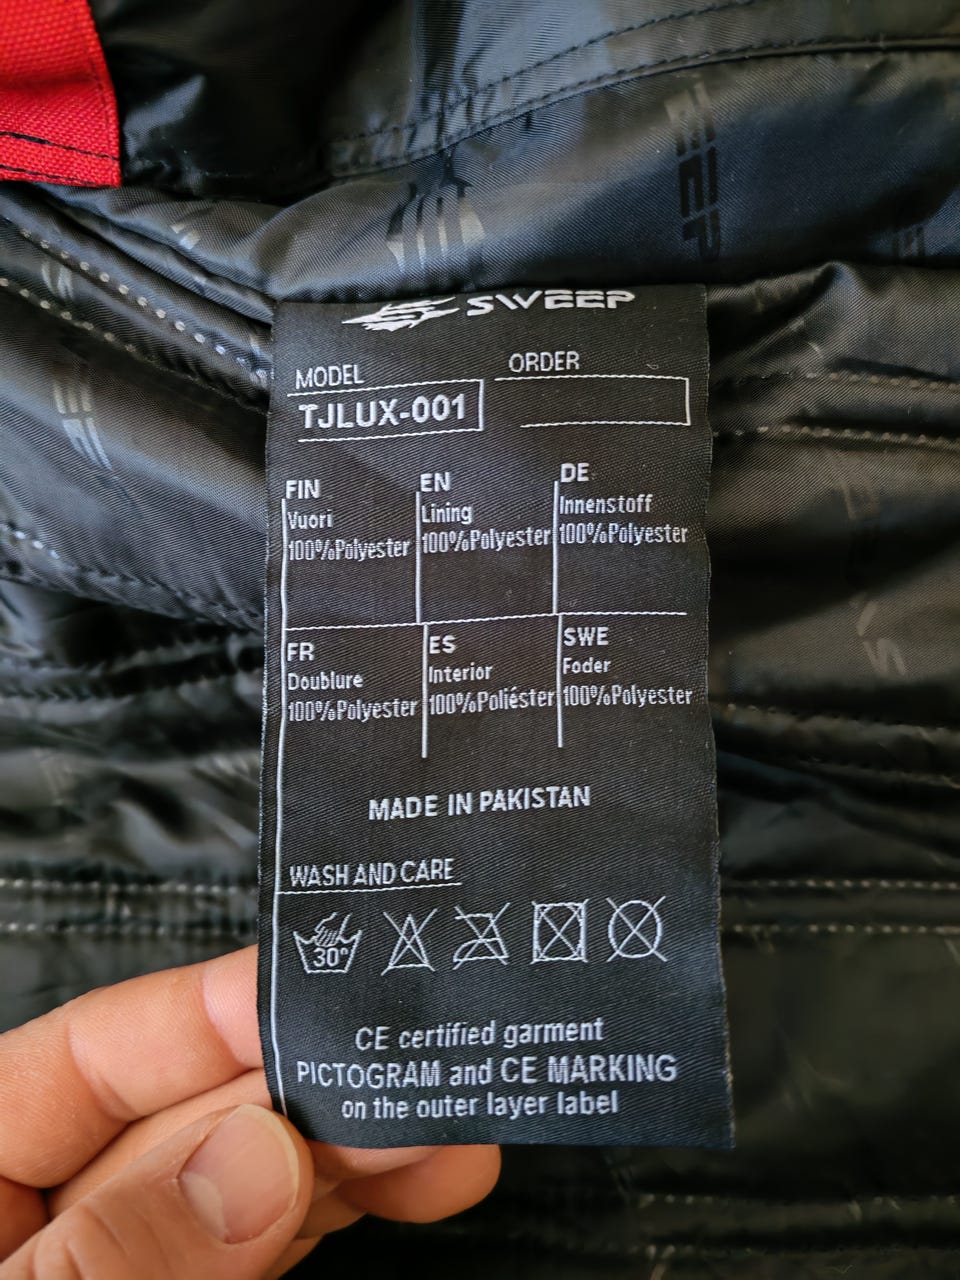 SWEEP
MODEL
ORDER
TJLUX-001
FIN
Vuori
100%Polyester
EN
Lining
100%Polyester
DE
Innenstoff
100%Polyester
FR
Doublure
100%Polyester
ES
Interior
100%Poliéster
SWE
Foder
100%Polyester
MADE IN PAKISTAN
WASH AND CARE
30°
CE certified garment
PICTOGRAM and CE MARKING
on the outer layer label